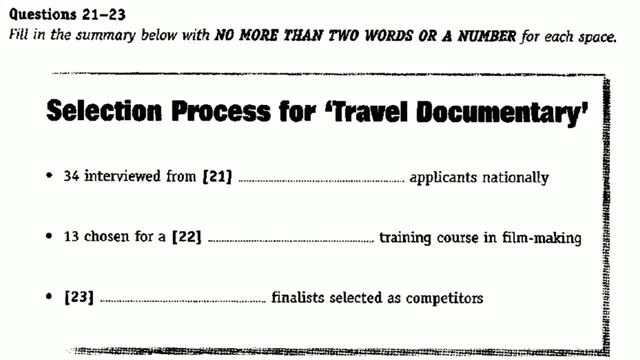 Questions 21–23
Fill in the summary below with NO MORE THAN TWO WORDS OR A NUMBER for each space.
Selection Process for ‘Travel Documentary’
• 34 interviewed from [21] ........................................ applicants nationally
• 13 chosen for a [22] ........................................ training course in film-making
• [23] ........................................ finalists selected as competitors